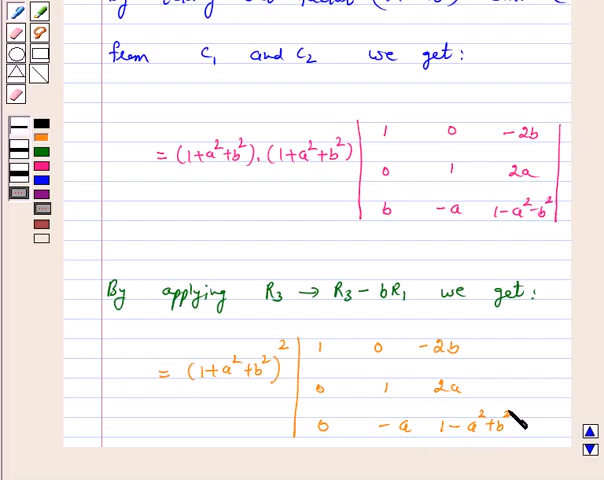 from C₁ and C₂ we get:
= (1+a²+b²).(1+a²+b²) | 1 0 -2b |
| 0 1 2a |
| b -a 1-a²-b² |
By applying R₃ → R₃ - bR₁ we get:
= (1+a²+b²)² | 1 0 -2b
| 0 1 2a
| 0 -a 1-a²+b²